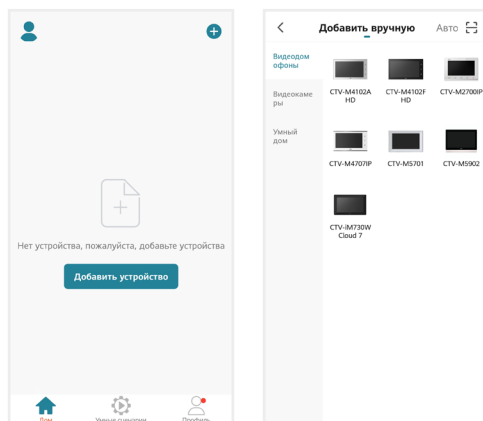 Нет устройства, пожалуйста, добавьте устройства
Добавить устройство
Дом
Умные сценарии
Профиль
Добавить вручную
Авто
Видеодом
офоны
Видеокаме
ры
Умный
дом
CTV-M4102A
HD
CTV-M4102F
HD
CTV-M2700IP
CTV-M4707IP
CTV-M5701
CTV-M5902
CTV-iM730W
Cloud 7